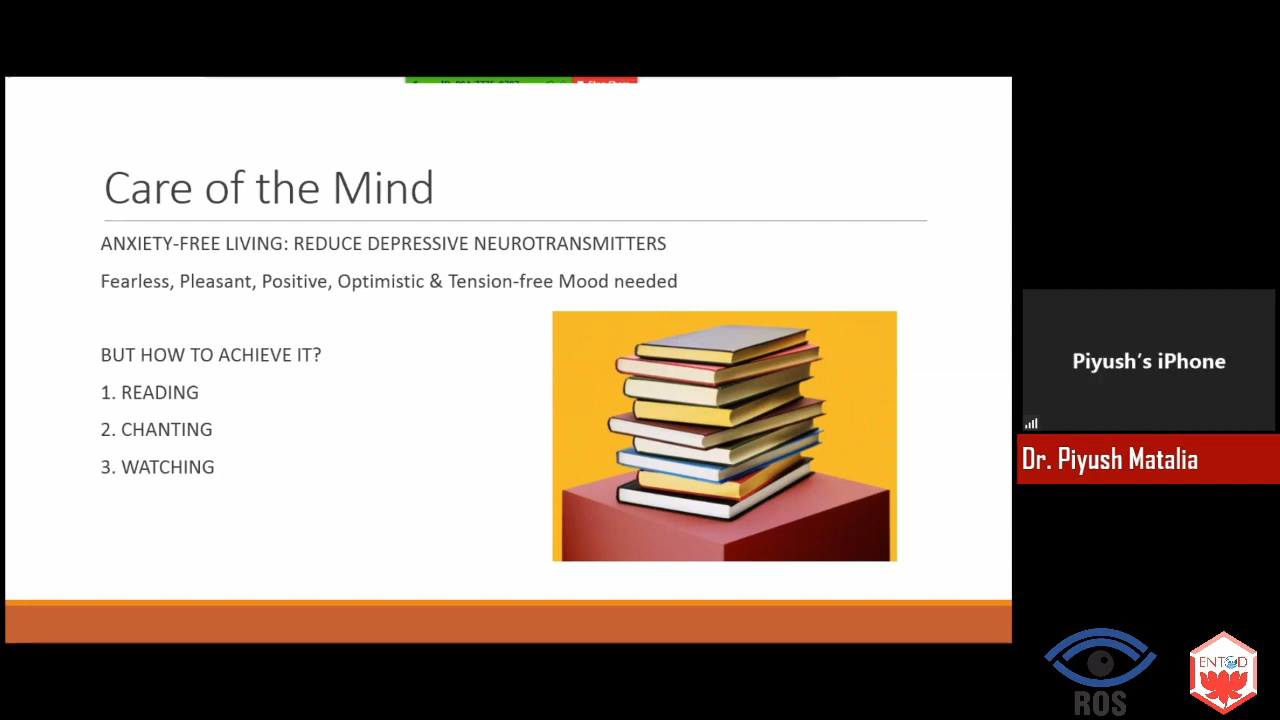 Care of the Mind
ANXIETY-FREE LIVING: REDUCE DEPRESSIVE NEUROTRANSMITTERS
Fearless, Pleasant, Positive, Optimistic & Tension-free Mood needed
BUT HOW TO ACHIEVE IT?
1. READING
2. CHANTING
3. WATCHING
Piyush's iPhone
Dr. Piyush Matalia
ROS
ENTOD